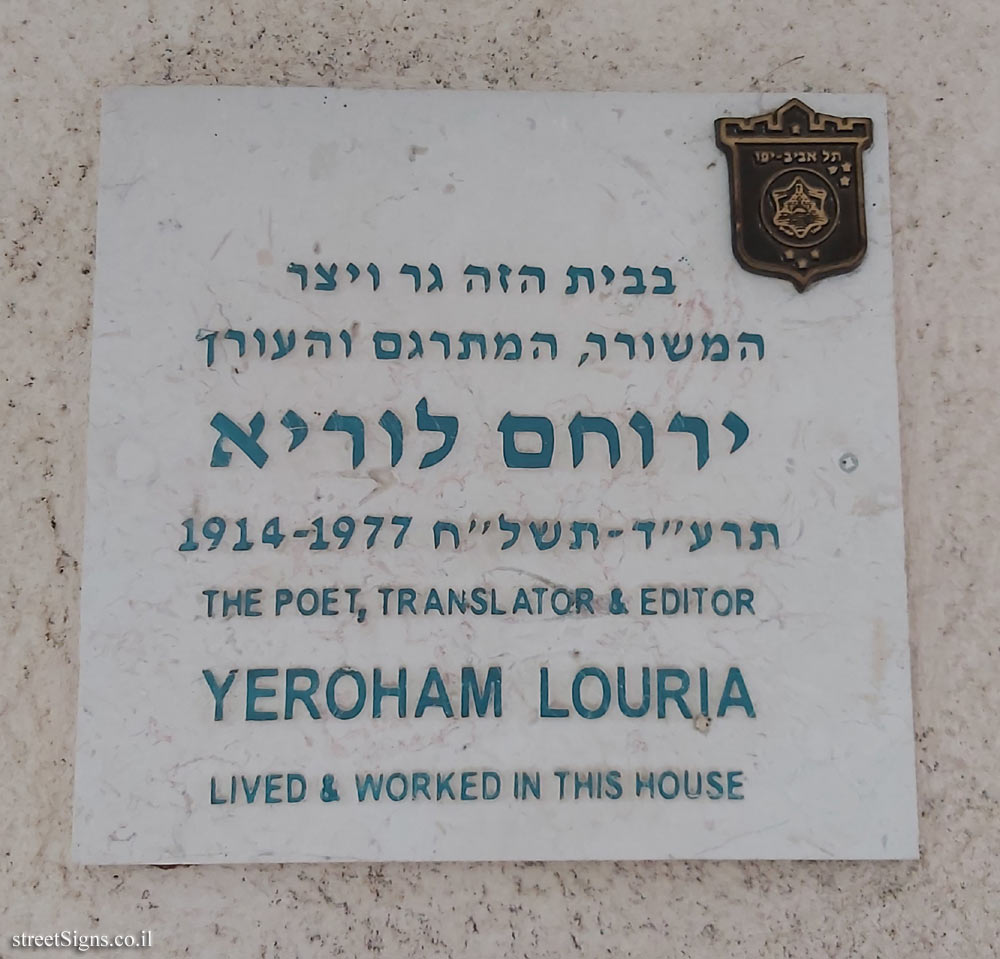 תל אביב-יפו
בבית הזה גר ויצר
המשורר, המתרגם והעורך
ירוחם לוריא
תרע"ד-תשל"ח 1914-1977
THE POET, TRANSLATOR & EDITOR
YEROHAM LOURIA
LIVED & WORKED IN THIS HOUSE
streetSigns.co.il